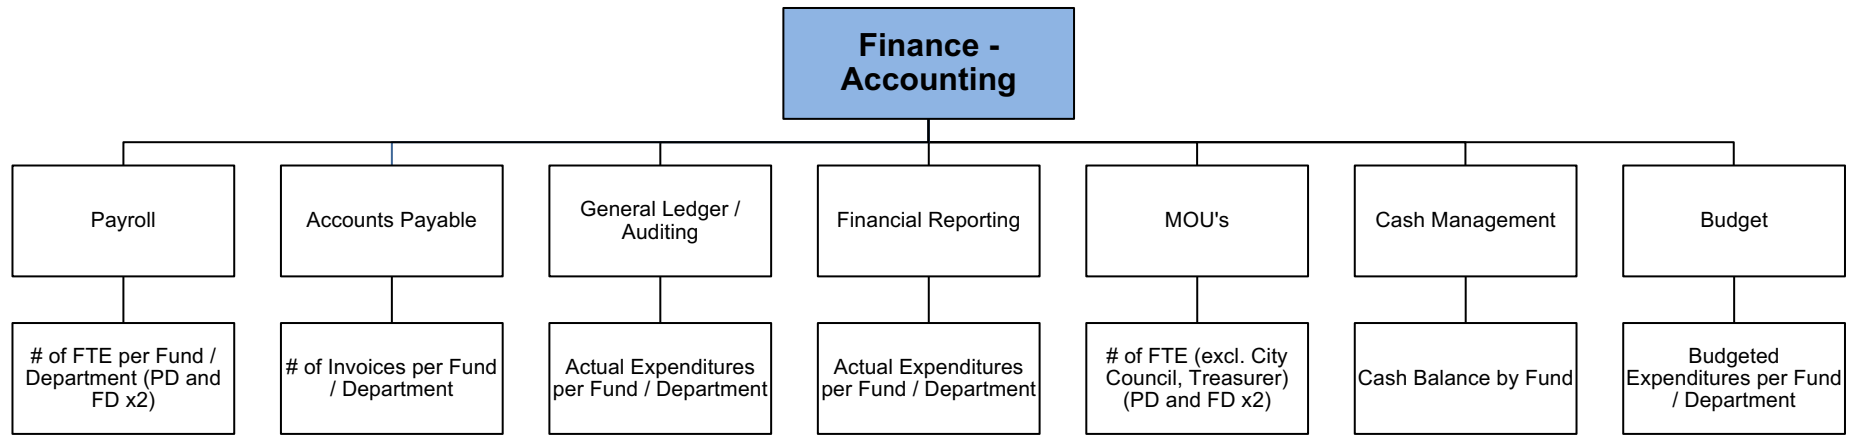 Finance -
Accounting
Payroll
Accounts Payable
General Ledger /
Auditing
Financial Reporting
MOU's
Cash Management
Budget
# of FTE per Fund /
Department (PD and
FD x2)
# of Invoices per Fund
/ Department
Actual Expenditures
per Fund / Department
Actual Expenditures
per Fund / Department
# of FTE (excl. City
Council, Treasurer)
(PD and FD x2)
Cash Balance by Fund
Budgeted
Expenditures per Fund
/ Department